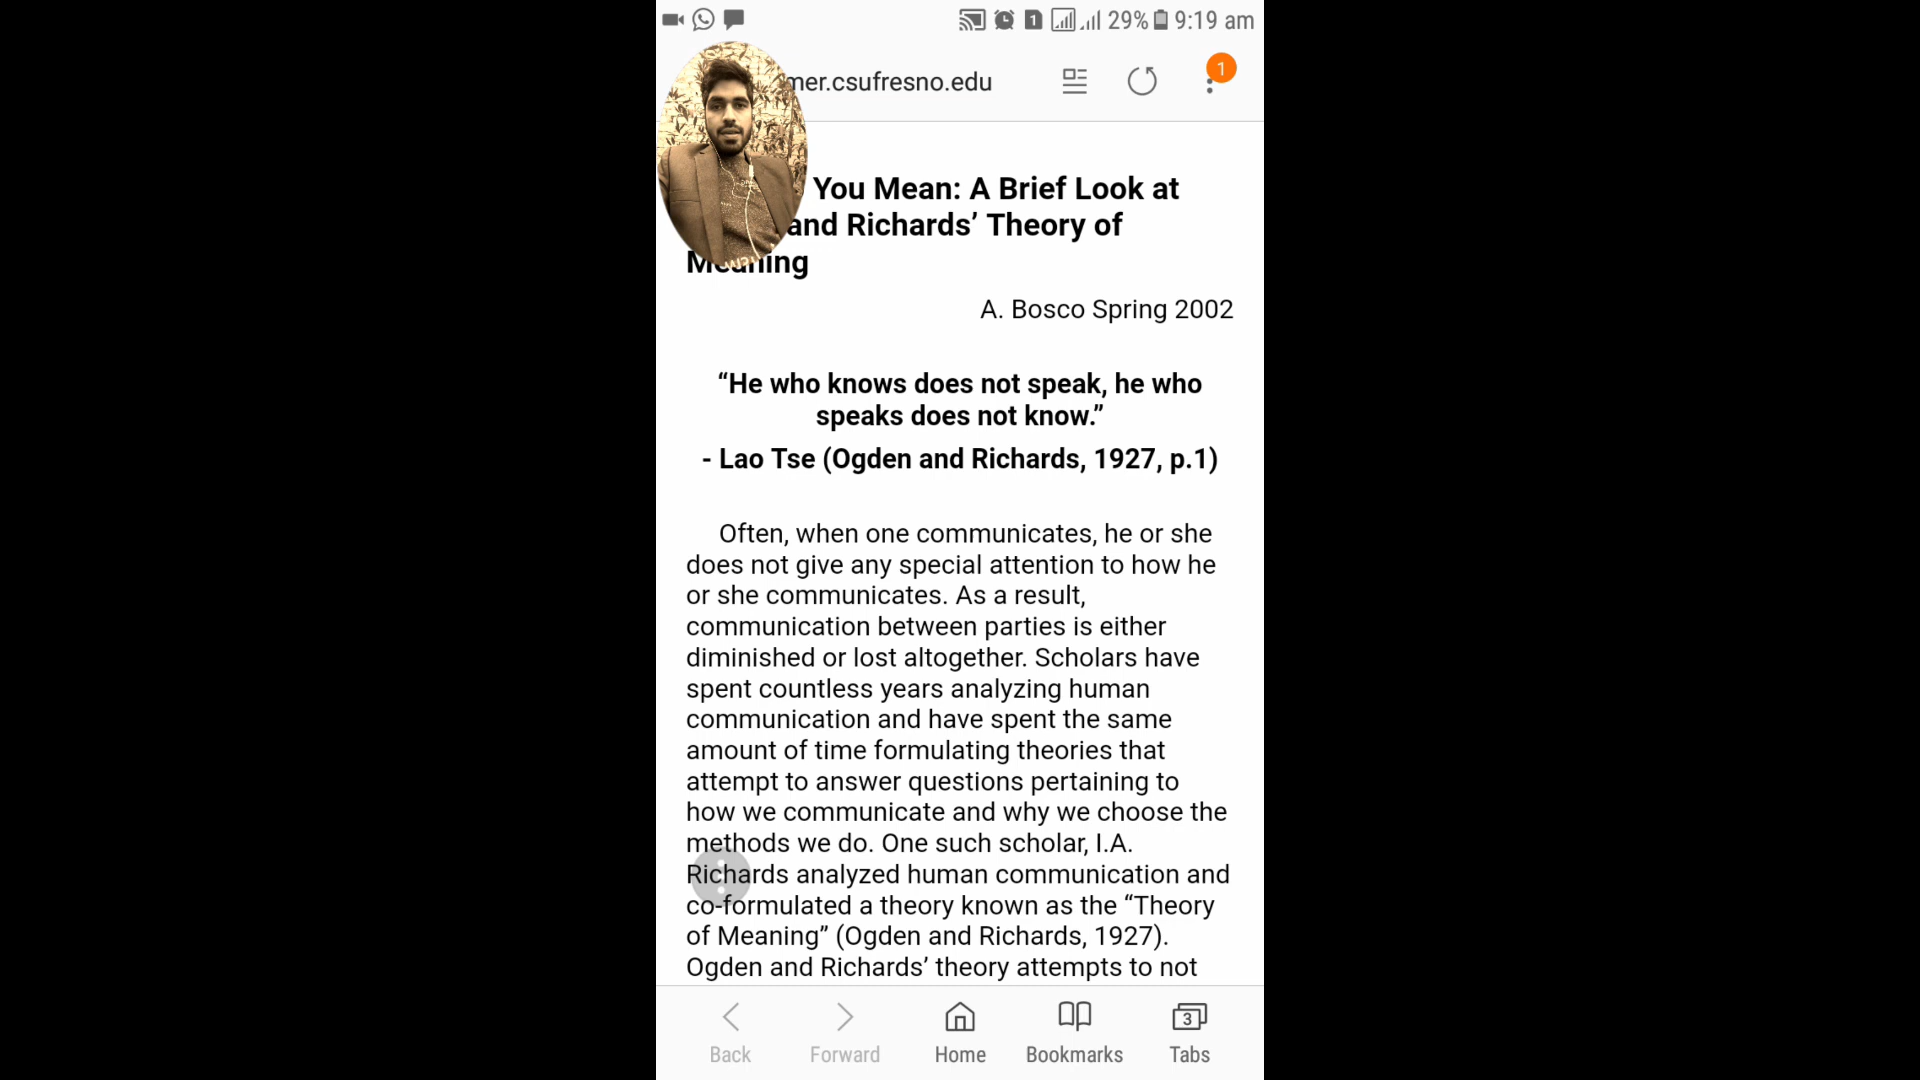 1 29% 9:19 am
mer.csufresno.edu
1
You Mean: A Brief Look at
and Richards’ Theory of
Meaning
A. Bosco Spring 2002
“He who knows does not speak, he who
speaks does not know.”
- Lao Tse (Ogden and Richards, 1927, p.1)
Often, when one communicates, he or she
does not give any special attention to how he
or she communicates. As a result,
communication between parties is either
diminished or lost altogether. Scholars have
spent countless years analyzing human
communication and have spent the same
amount of time formulating theories that
attempt to answer questions pertaining to
how we communicate and why we choose the
methods we do. One such scholar, I.A.
Richards analyzed human communication and
co-formulated a theory known as the “Theory
of Meaning” (Ogden and Richards, 1927).
Ogden and Richards’ theory attempts to not
3
Back Forward Home Bookmarks Tabs